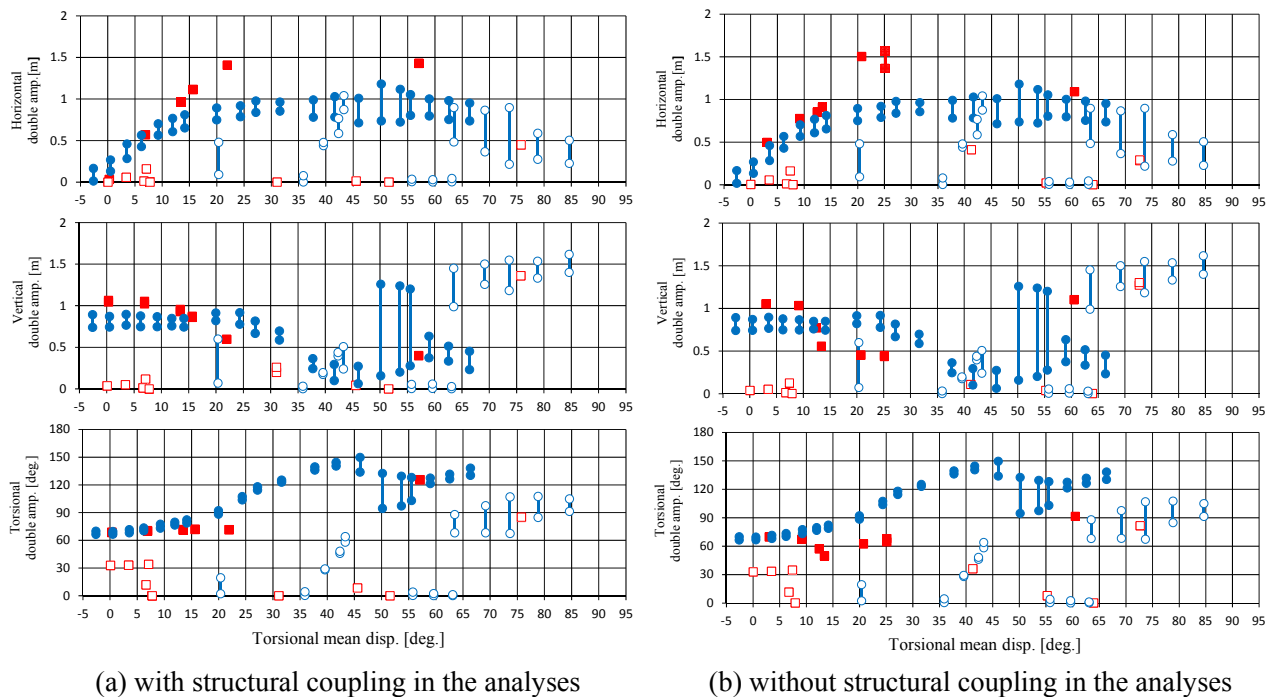 Horizontal
double amp.[m]
2
1.5
1
0.5
0
-5 0 5 10 15 20 25 30 35 40 45 50 55 60 65 70 75 80 85 90 95
Vertical
double amp. [m]
2
1.5
1
0.5
0
-5 0 5 10 15 20 25 30 35 40 45 50 55 60 65 70 75 80 85 90 95
Torsional
double amp. [deg.]
180
150
120
90
60
30
0
-5 0 5 10 15 20 25 30 35 40 45 50 55 60 65 70 75 80 85 90 95
Torsional mean disp. [deg.]
(a) with structural coupling in the analyses
Horizontal
double amp.[m]
2
1.5
1
0.5
0
-5 0 5 10 15 20 25 30 35 40 45 50 55 60 65 70 75 80 85 90 95
Vertical
double amp. [m]
2
1.5
1
0.5
0
-5 0 5 10 15 20 25 30 35 40 45 50 55 60 65 70 75 80 85 90 95
Torsional
double amp. [deg.]
180
150
120
90
60
30
0
-5 0 5 10 15 20 25 30 35 40 45 50 55 60 65 70 75 80 85 90 95
Torsional mean disp. [deg.]
(b) without structural coupling in the analyses